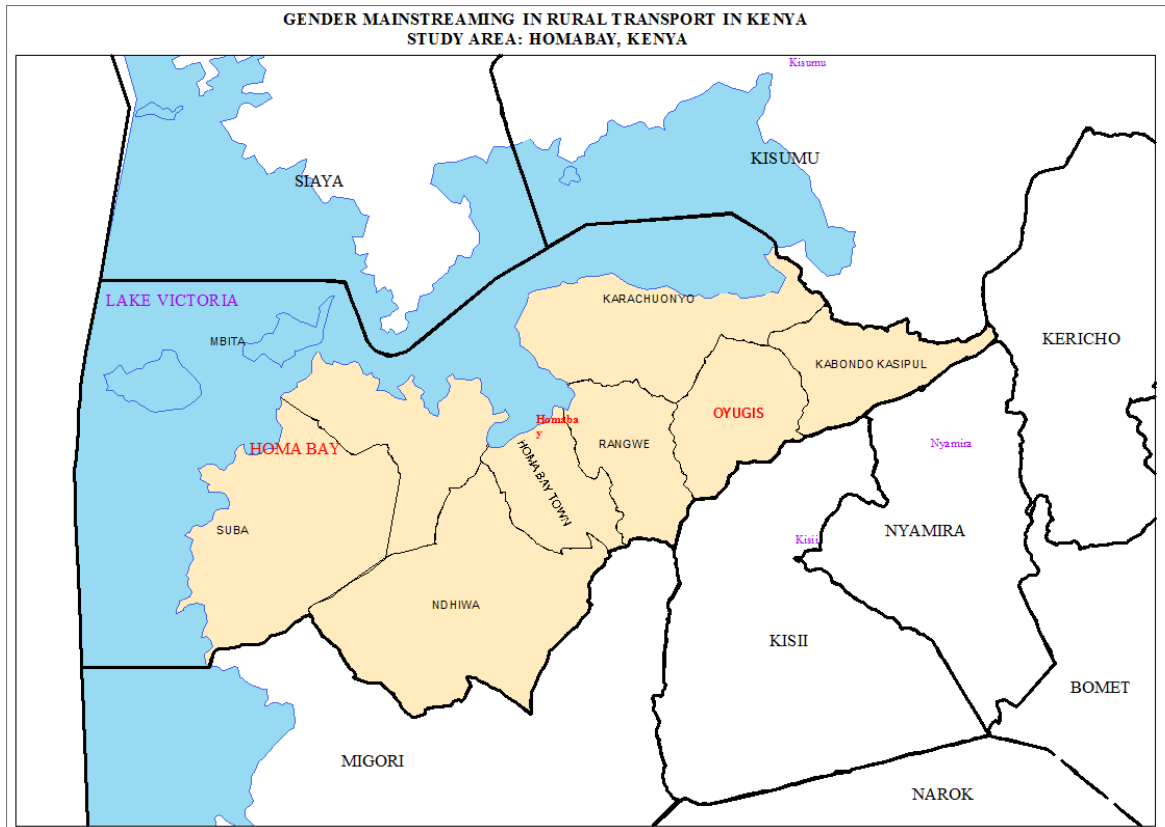 GENDER MAINSTREAMING IN RURAL TRANSPORT IN KENYA
STUDY AREA: HOMABAY, KENYA
Kisumu
KISUMU
SIAYA
LAKE VICTORIA
KARACHUONYO
MBITA
KERICHO
KABONDO KASIPUL
OYUGIS
Homaba
y
HOMA BAY
RANGWE
Nyamira
HOMA BAY TOWN
SUBA
NYAMIRA
Kisii
NDHIWA
KISII
BOMET
MIGORI
NAROK